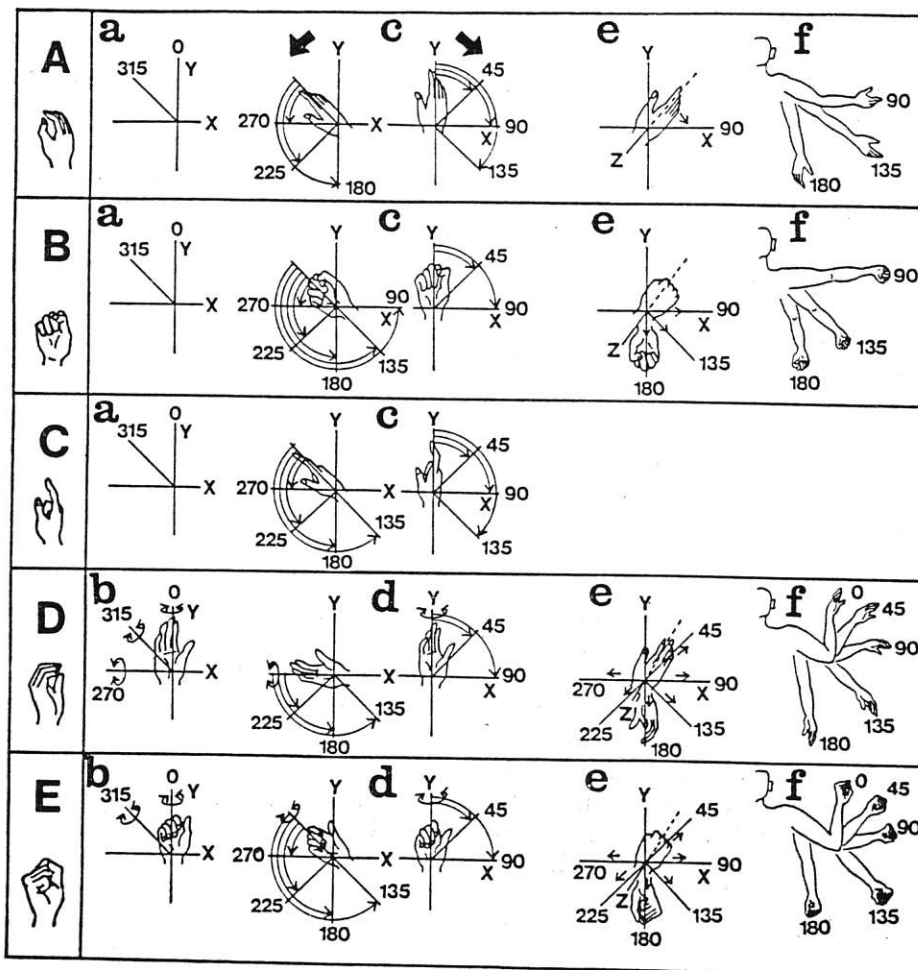 a c e f
A
0 Y 315 X
Y 270 X 225 180
Y 45 90 X 135
Y 90 X Z
90 135 180
a c e f
B
0 Y 315 X
Y 270 90 X 225 135 180
Y 45 90 X
Y 90 X Z 135 180
90 135 180
a c
C
0 Y 315 X
Y 270 X 225 135 180
Y 45 90 X 135
b d e f
D
0 315 Y X 270
Y X 225 135 180
Y 45 90 X
Y 45 270 90 X Z 225 135 180
0 45 90 135 180
b d e f
E
0 315 Y X
Y 270 X 225 135 180
Y 45 90 X
Y 45 270 90 X Z 225 135 180
0 45 90 135 180